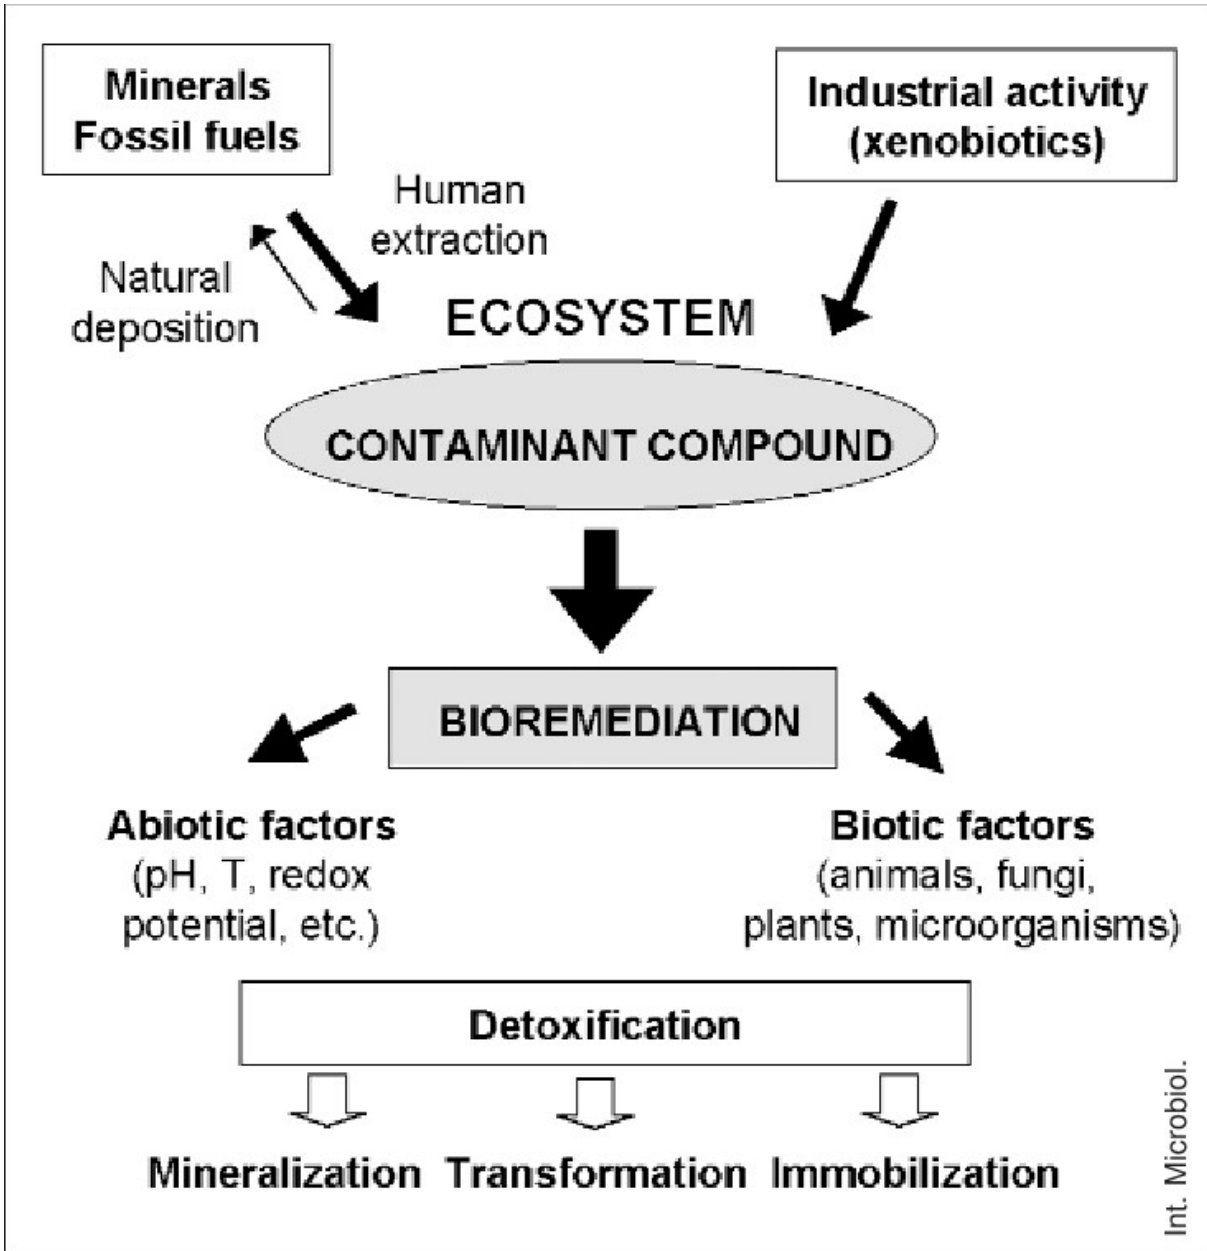 Minerals
Fossil fuels
Industrial activity
(xenobiotics)
Human
extraction
Natural
deposition
ECOSYSTEM
CONTAMINANT COMPOUND
BIOREMEDIATION
Abiotic factors
(pH, T, redox
potential, etc.)
Biotic factors
(animals, fungi,
plants, microorganisms)
Detoxification
Mineralization
Transformation
Immobilization
Int. Microbiol.